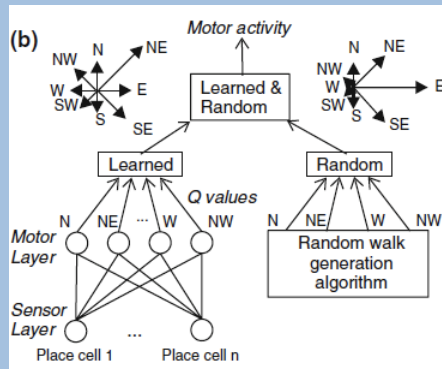 (b)
Motor activity
N
NE
NW
W
E
SW
S
SE
Learned &
Random
N
NE
NW
W
E
SW
S
SE
Learned
Random
Q values
N NE ... W NW
N NE W NW
Motor
Layer
Random walk
generation
algorithm
Sensor
Layer
...
Place cell 1
Place cell n